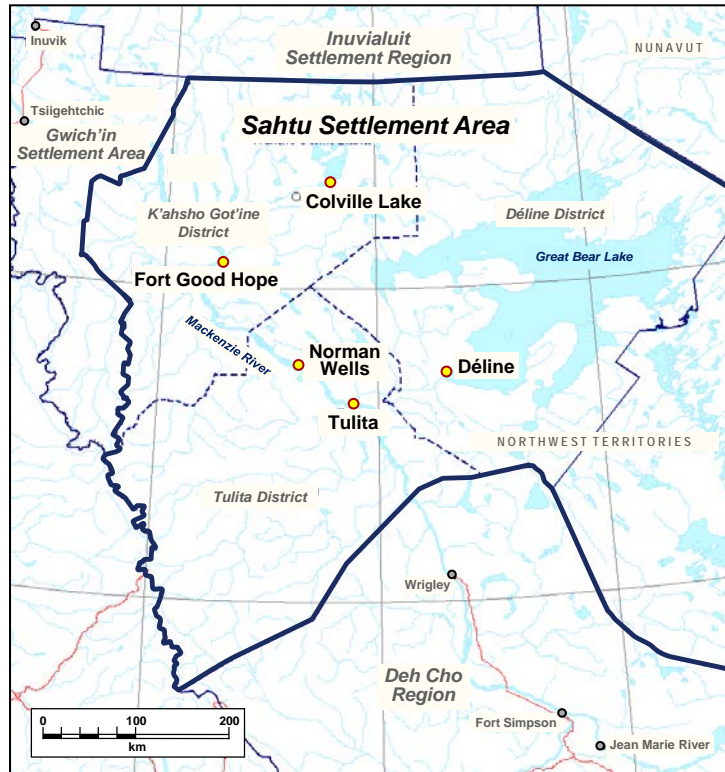 Inuvik
Inuvialuit
Settlement Region
NUNAVUT
Tsiigehtchic
Gwich'in
Settlement Area
Sahtu Settlement Area
Colville Lake
K'ahsho Got'ine
District
Déline District
Great Bear Lake
Fort Good Hope
Mackenzie River
Norman
Wells
Déline
Tulita
NORTHWEST TERRITORIES
Tulita District
Wrigley
Deh Cho
Region
Fort Simpson
Jean Marie River
0 100 200
km